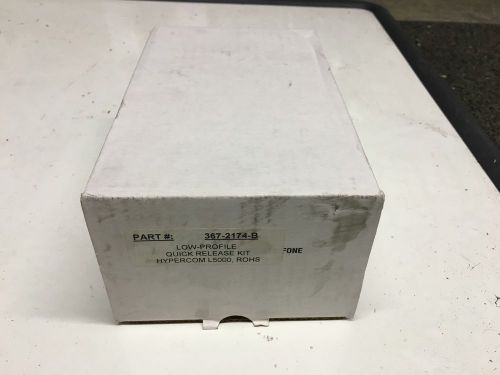 PART #: 367-2174-B
LOW-PROFILE
QUICK RELEASE KIT FONE
HYPERCOM L5000, ROHS